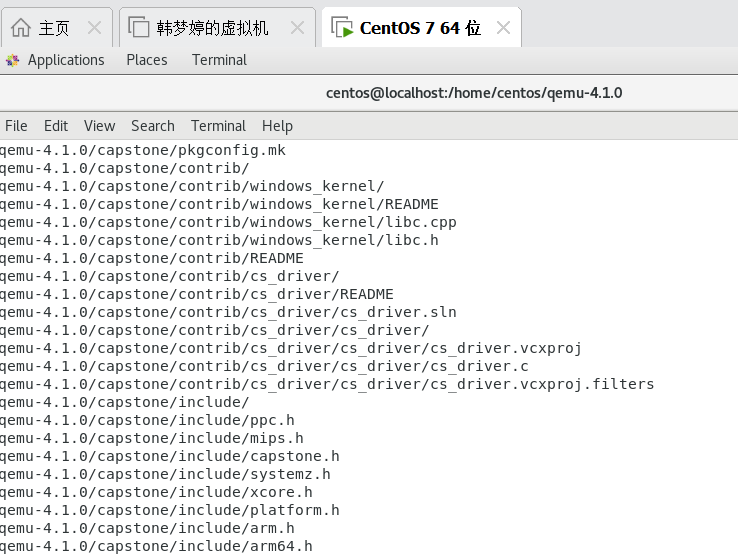 主页 韩梦婷的虚拟机 CentOS 7 64 位
Applications Places Terminal
centos@localhost:/home/centos/qemu-4.1.0
File Edit View Search Terminal Help
qemu-4.1.0/capstone/pkgconfig.mk
qemu-4.1.0/capstone/contrib/
qemu-4.1.0/capstone/contrib/windows_kernel/
qemu-4.1.0/capstone/contrib/windows_kernel/README
qemu-4.1.0/capstone/contrib/windows_kernel/libc.cpp
qemu-4.1.0/capstone/contrib/windows_kernel/libc.h
qemu-4.1.0/capstone/contrib/README
qemu-4.1.0/capstone/contrib/cs_driver/
qemu-4.1.0/capstone/contrib/cs_driver/README
qemu-4.1.0/capstone/contrib/cs_driver/cs_driver.sln
qemu-4.1.0/capstone/contrib/cs_driver/cs_driver/
qemu-4.1.0/capstone/contrib/cs_driver/cs_driver/cs_driver.vcxproj
qemu-4.1.0/capstone/contrib/cs_driver/cs_driver/cs_driver.c
qemu-4.1.0/capstone/contrib/cs_driver/cs_driver/cs_driver.vcxproj.filters
qemu-4.1.0/capstone/include/
qemu-4.1.0/capstone/include/ppc.h
qemu-4.1.0/capstone/include/mips.h
qemu-4.1.0/capstone/include/capstone.h
qemu-4.1.0/capstone/include/systemz.h
qemu-4.1.0/capstone/include/xcore.h
qemu-4.1.0/capstone/include/platform.h
qemu-4.1.0/capstone/include/arm.h
qemu-4.1.0/capstone/include/arm64.h